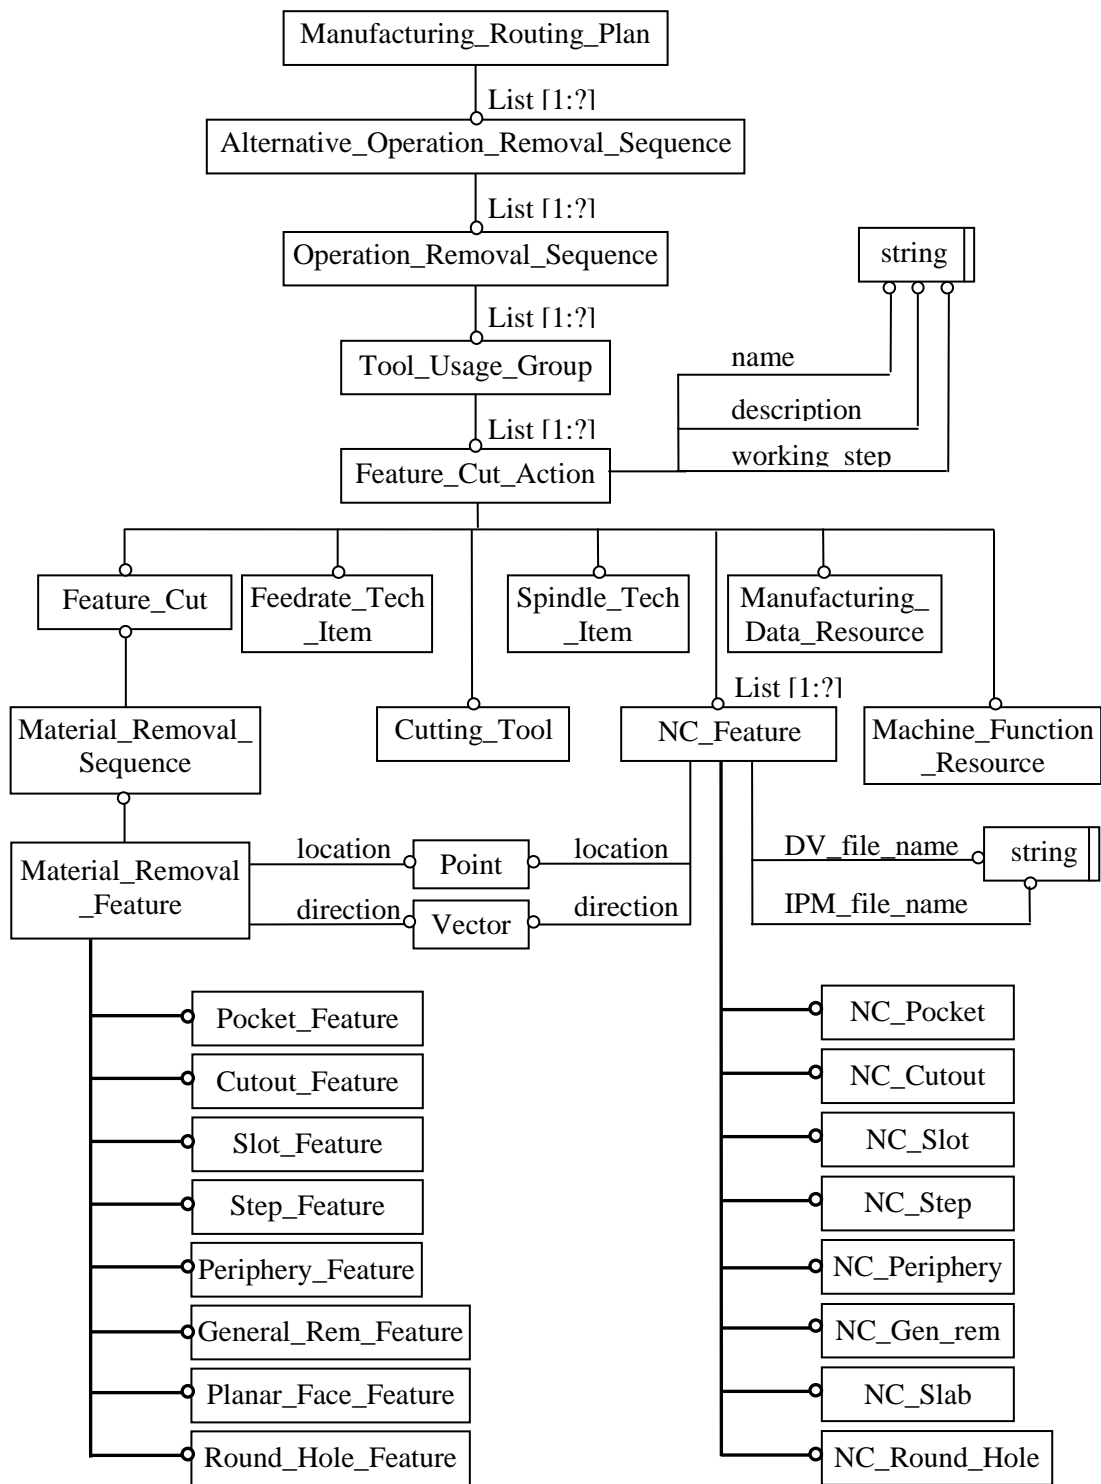 Manufacturing_Routing_Plan
List [1:?]
Alternative_Operation_Removal_Sequence
List [1:?]
Operation_Removal_Sequence
string
List [1:?]
Tool_Usage_Group
name
description
List [1:?]
working_step
Feature_Cut_Action
Feature_Cut
Feedrate_Tech
_Item
Spindle_Tech
_Item
Manufacturing_
Data_Resource
List [1:?]
Material_Removal_
Sequence
Cutting_Tool
NC_Feature
Machine_Function
_Resource
Material_Removal
_Feature
location
Point
location
direction
Vector
direction
DV_file_name
string
IPM_file_name
Pocket_Feature
NC_Pocket
Cutout_Feature
NC_Cutout
Slot_Feature
NC_Slot
Step_Feature
NC_Step
Periphery_Feature
NC_Periphery
General_Rem_Feature
NC_Gen_rem
Planar_Face_Feature
NC_Slab
Round_Hole_Feature
NC_Round_Hole